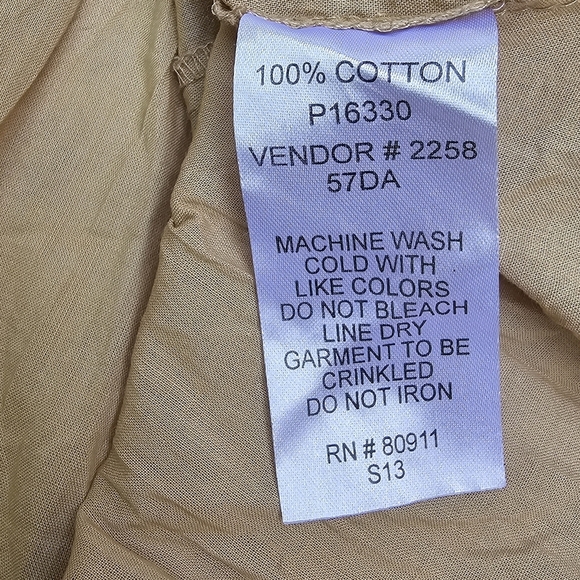 100% COTTON
P16330
VENDOR # 2258
57DA
MACHINE WASH
COLD WITH
LIKE COLORS
DO NOT BLEACH
LINE DRY
GARMENT TO BE
CRINKLED
DO NOT IRON
RN # 80911
S13